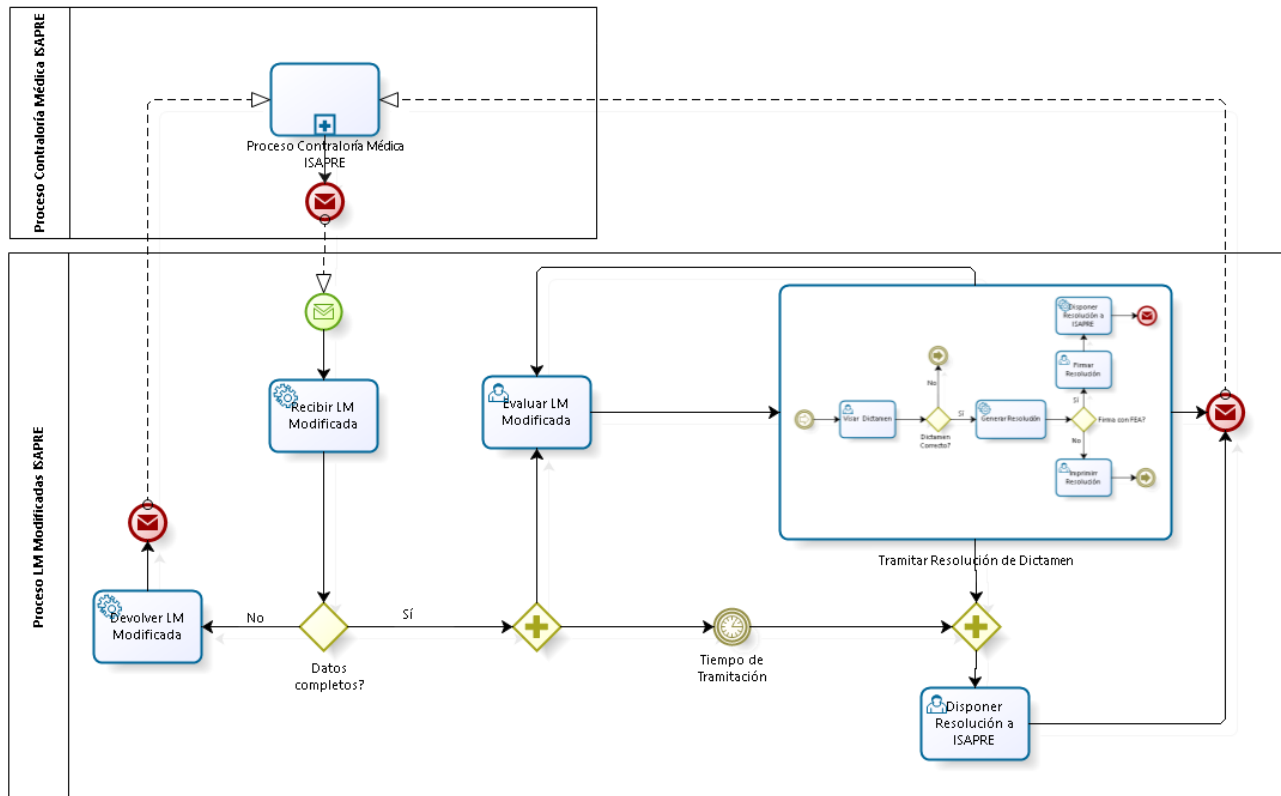 Proceso Contraloría Médica ISAPRE
Proceso Contraloría Médica
ISAPRE
Proceso LM Modificadas ISAPRE
Recibir LM
Modificada
Evaluar LM
Modificada
Visar Dictamen
No
Dictamen
Correcto?
Sí
Generar Resolución
Disponer
Resolución a
ISAPRE
Firmar
Resolución
Sí
Firma con FEA?
No
Imprimir
Resolución
Tramitar Resolución de Dictamen
Devolver LM
Modificada
No
Datos
completos?
Sí
Tiempo de
Tramitación
Disponer
Resolución a
ISAPRE